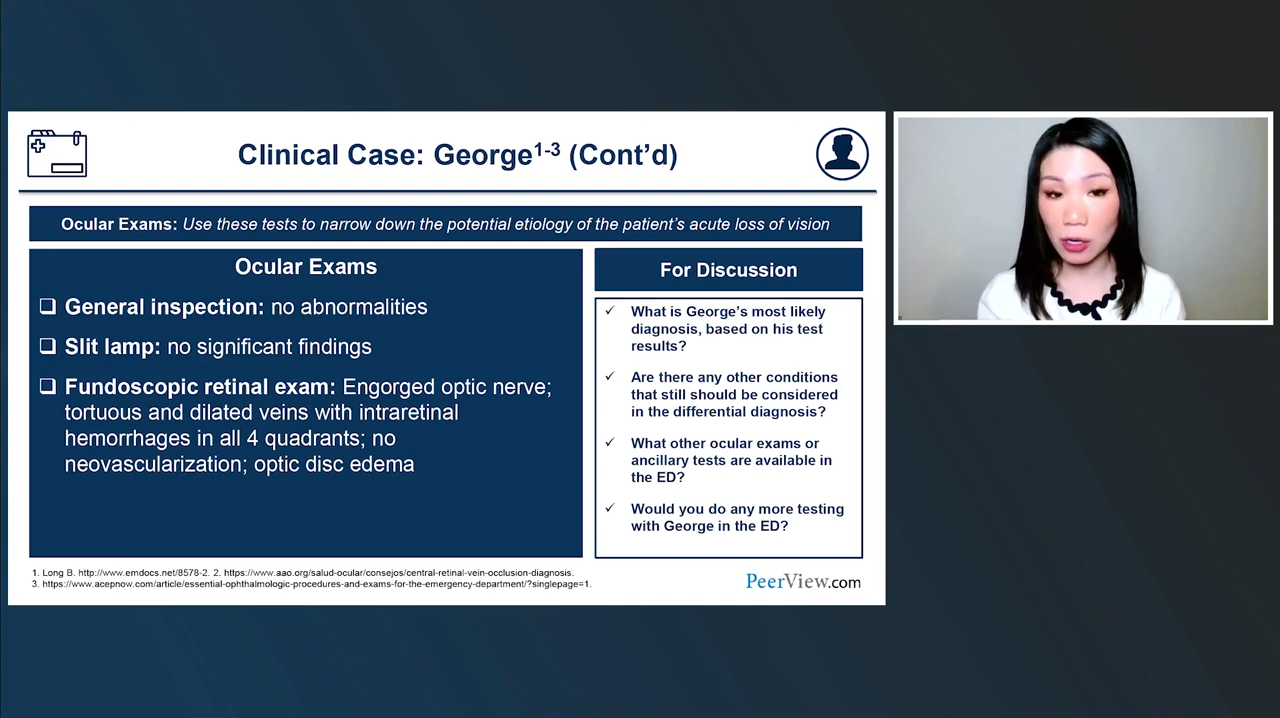 Clinical Case: George1-3 (Cont'd)
Ocular Exams: Use these tests to narrow down the potential etiology of the patient's acute loss of vision
Ocular Exams
❑ General inspection: no abnormalities
❑ Slit lamp: no significant findings
❑ Fundoscopic retinal exam: Engorged optic nerve;
tortuous and dilated veins with intraretinal
hemorrhages in all 4 quadrants; no
neovascularization; optic disc edema
For Discussion
✓ What is George's most likely
diagnosis, based on his test
results?
✓ Are there any other conditions
that still should be considered
in the differential diagnosis?
✓ What other ocular exams or
ancillary tests are available in
the ED?
✓ Would you do any more testing
with George in the ED?
1. Long B. http://www.emdocs.net/8578-2. 2. https://www.aao.org/salud-ocular/consejos/central-retinal-vein-occlusion-diagnosis.
3. https://www.acepnow.com/article/essential-ophthalmologic-procedures-and-exams-for-the-emergency-department/?singlepage=1.
PeerView.com